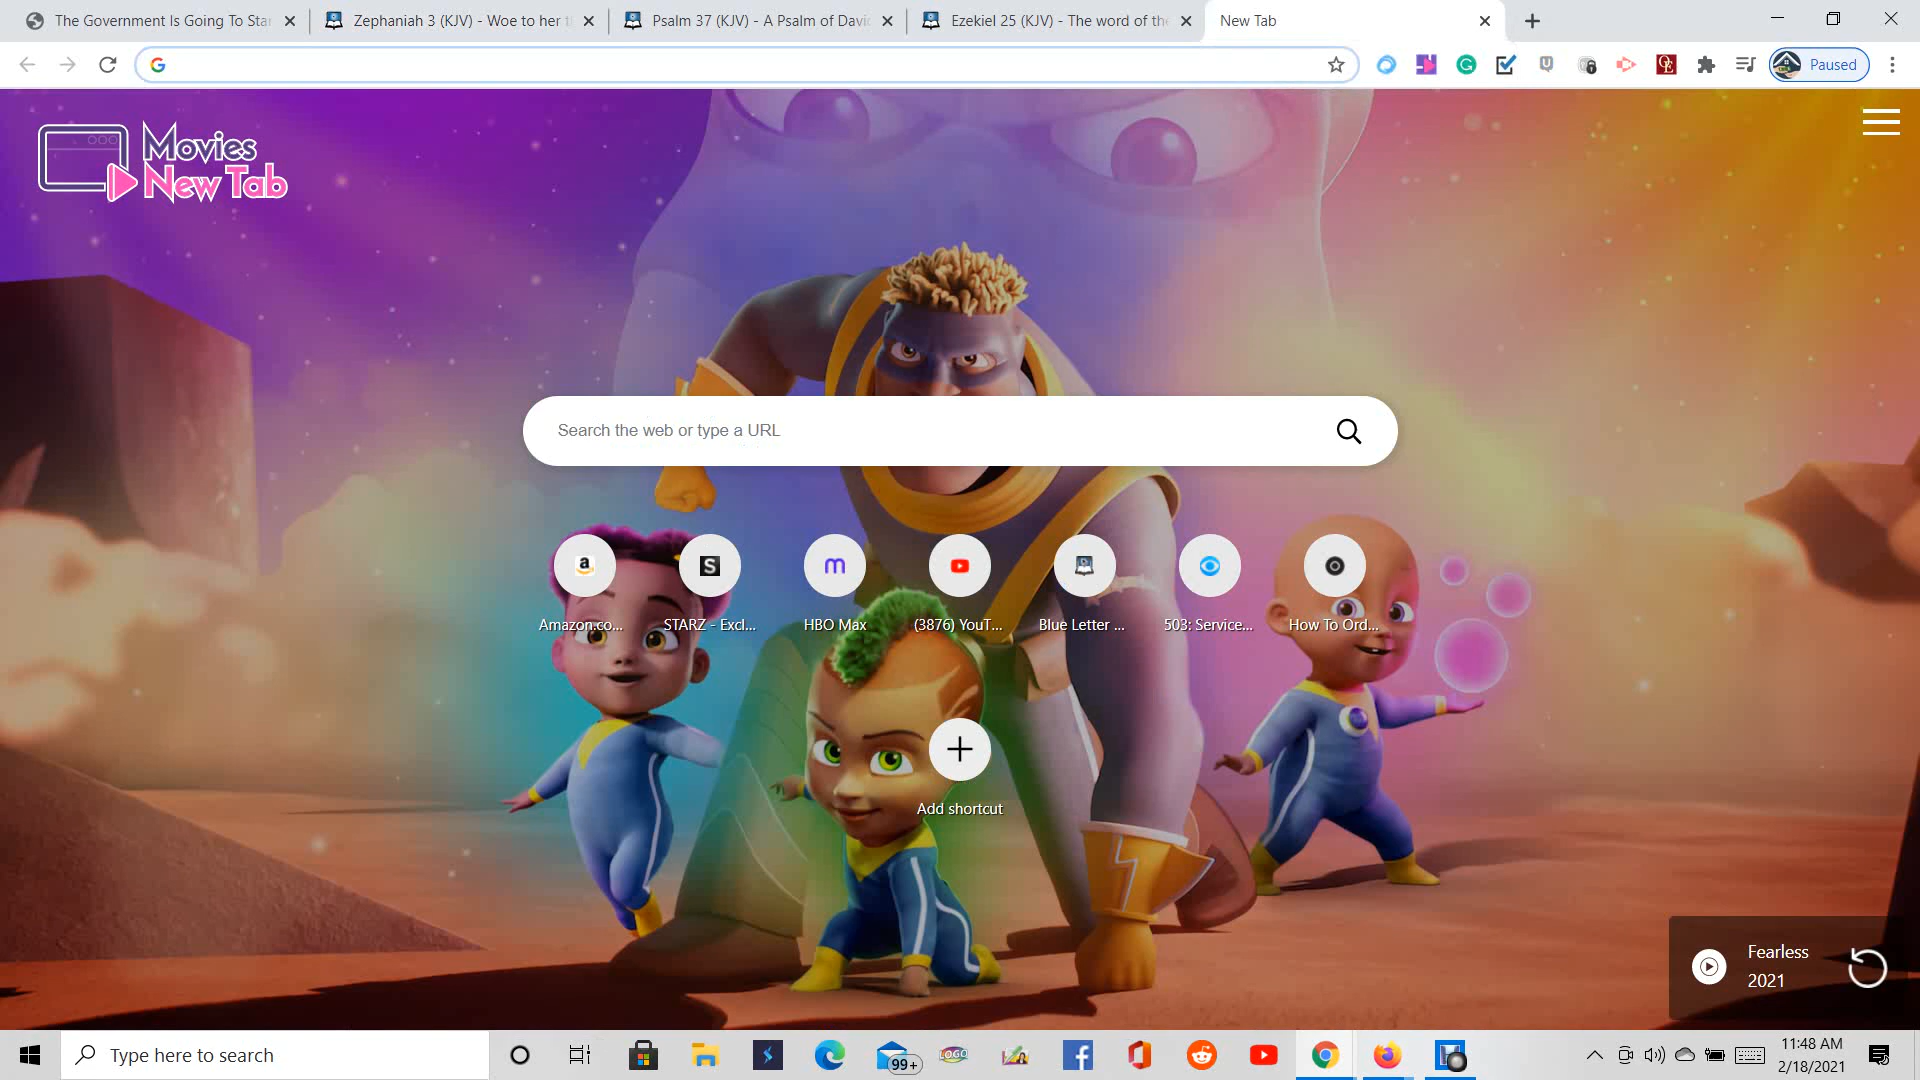 The Government Is Going To Star
Zephaniah 3 (KJV) - Woe to her t
Psalm 37 (KJV) - A Psalm of Davi
Ezekiel 25 (KJV) - The word of the
New Tab
Paused
Movies
New Tab
Search the web or type a URL
Amazon.co...
STARZ - Excl...
HBO Max
(3876) YouT...
Blue Letter ...
503: Service...
How To Ord...
Add shortcut
Fearless
2021
Type here to search
99+
LOGO
11:48 AM
2/18/2021